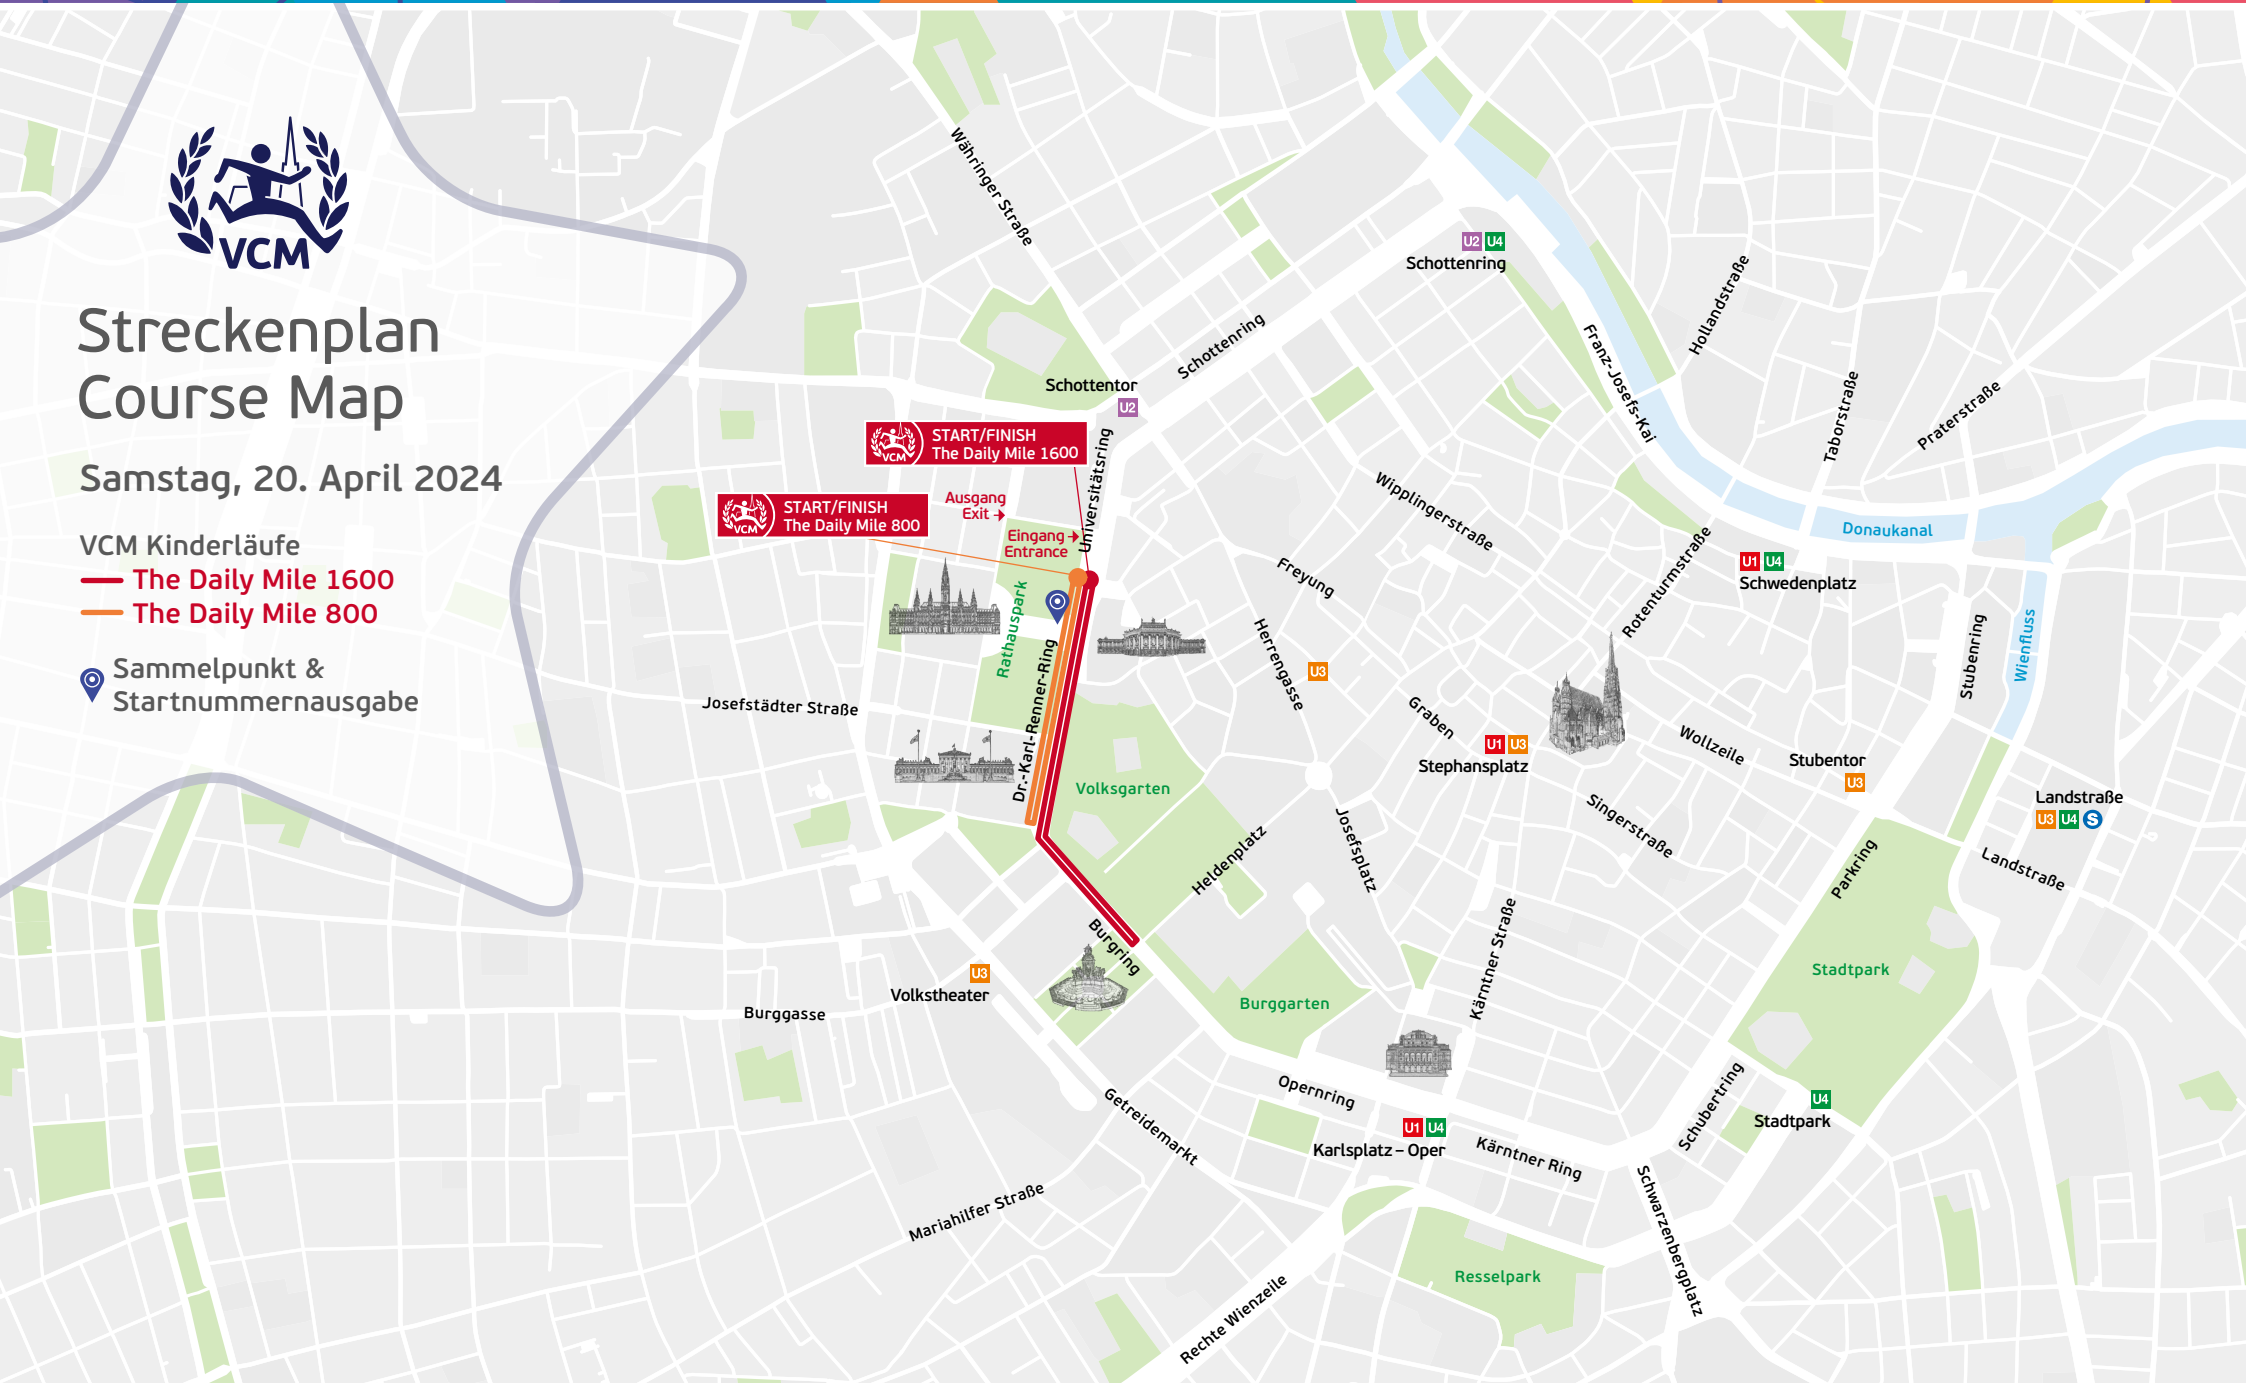 VCM
Streckenplan
Course Map
Samstag, 20. April 2024
VCM Kinderläufe
The Daily Mile 1600
The Daily Mile 800
Sammelpunkt &
Startnummernausgabe
Währinger Straße
U2 U4
Schottenring
Schottenring
Schottentor
U2
VCM
START/FINISH
The Daily Mile 1600
VCM
START/FINISH
The Daily Mile 800
Ausgang
Exit
Eingang
Entrance
Universitätsring
Rathauspark
Dr.-Karl-Renner-Ring
Josefstädter Straße
Volksgarten
Heldenplatz
Burgring
U3
Volkstheater
Burggasse
Burggarten
Getreidemarkt
Mariahilfer Straße
Rechte Wienzeile
Opernring
U1 U4
Karlsplatz – Oper
Kärntner Ring
Kärntner Straße
Resselpark
Schwarzenbergplatz
Schubertring
U4
Stadtpark
Stadtpark
Parkring
Landstraße
U3 U4 S
Landstraße
Stubentor
U3
Wollzeile
Singerstraße
U1 U3
Stephansplatz
Graben
Josefsplatz
Herrengasse
U3
Freyung
Wipplingerstraße
Rotenturmstraße
U1 U4
Schwedenplatz
Stubenring
Wienfluss
Donaukanal
Franz-Josefs-Kai
Hollandstraße
Taborstraße
Praterstraße